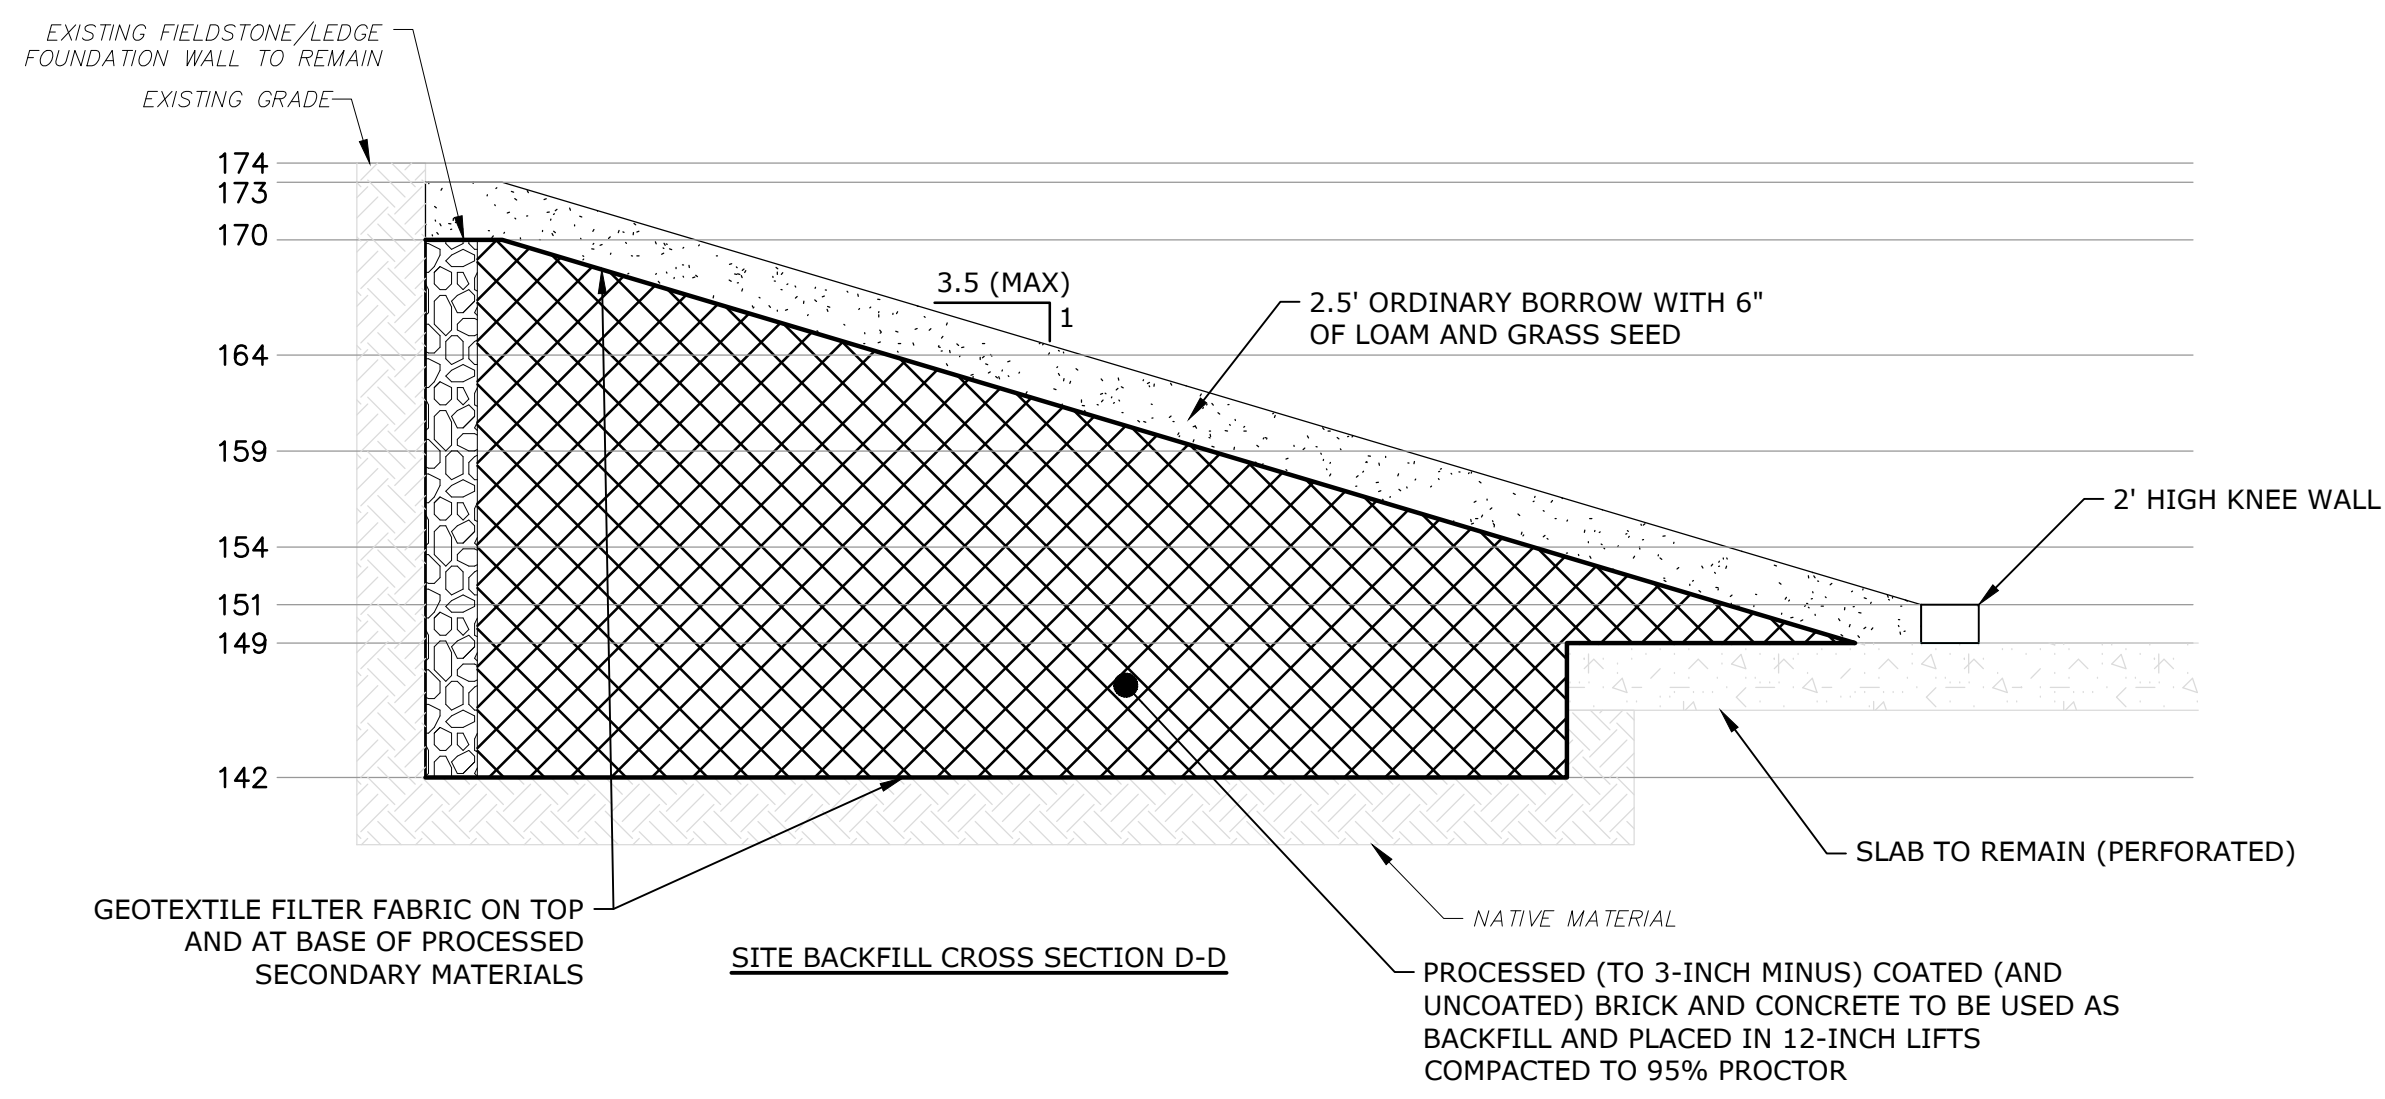 EXISTING FIELDSTONE/LEDGE
FOUNDATION WALL TO REMAIN
EXISTING GRADE
174
173
170
164
159
154
151
149
142
3.5 (MAX)
1
2.5' ORDINARY BORROW WITH 6"
OF LOAM AND GRASS SEED
2' HIGH KNEE WALL
SLAB TO REMAIN (PERFORATED)
NATIVE MATERIAL
GEOTEXTILE FILTER FABRIC ON TOP
AND AT BASE OF PROCESSED
SECONDARY MATERIALS
SITE BACKFILL CROSS SECTION D-D
PROCESSED (TO 3-INCH MINUS) COATED (AND
UNCOATED) BRICK AND CONCRETE TO BE USED AS
BACKFILL AND PLACED IN 12-INCH LIFTS
COMPACTED TO 95% PROCTOR